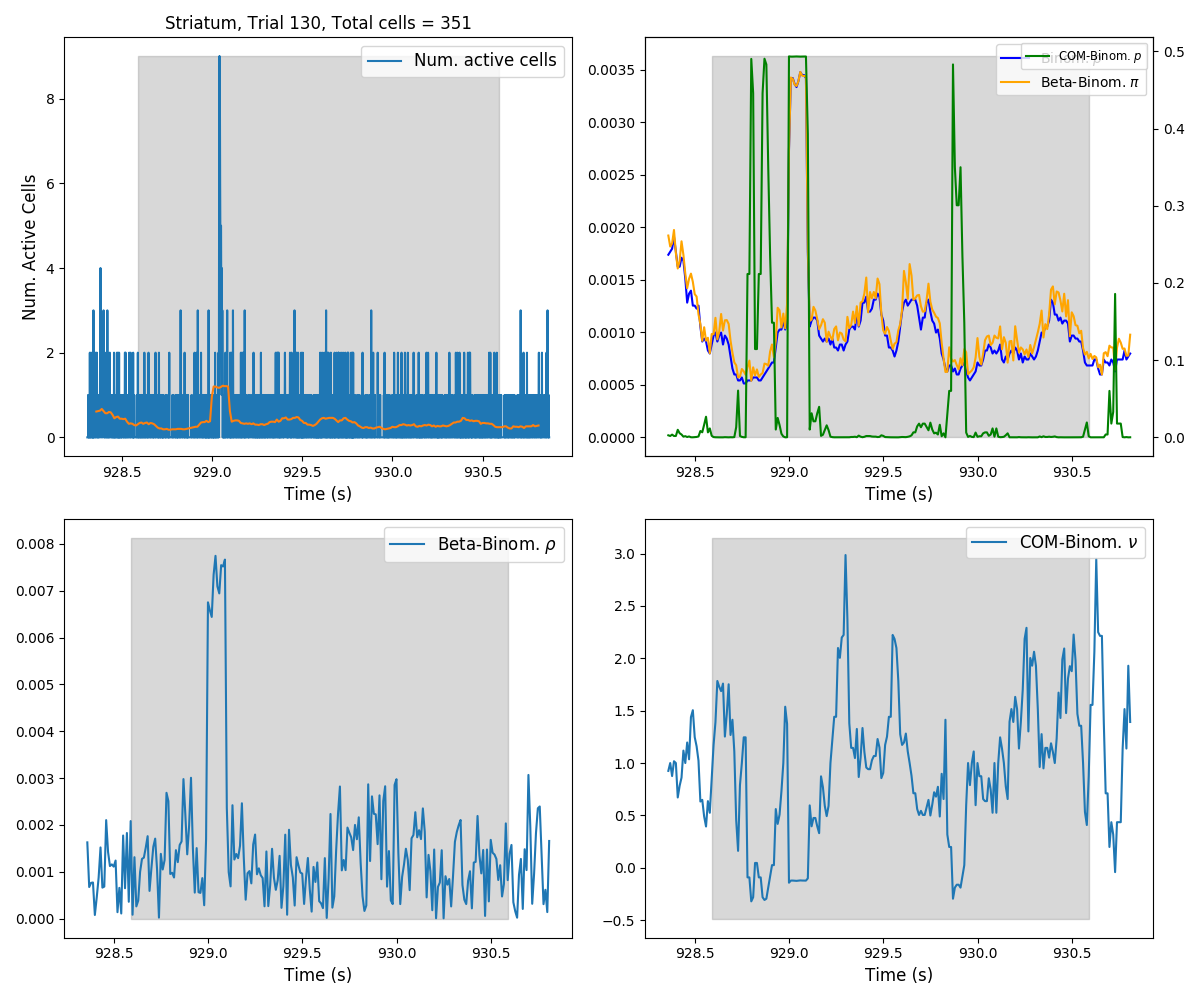 Striatum, Trial 130, Total cells = 351
Num. active cells
Num. Active Cells
8
6
4
2
0
928.5 929.0 929.5 930.0 930.5
Time (s)
COM-Binom. p
Beta-Binom. π
0.0035
0.0030
0.0025
0.0020
0.0015
0.0010
0.0005
0.0000
0.5
0.4
0.3
0.2
0.1
0.0
928.5 929.0 929.5 930.0 930.5
Time (s)
Beta-Binom. ρ
0.008
0.007
0.006
0.005
0.004
0.003
0.002
0.001
0.000
928.5 929.0 929.5 930.0 930.5
Time (s)
COM-Binom. ν
3.0
2.5
2.0
1.5
1.0
0.5
0.0
−0.5
928.5 929.0 929.5 930.0 930.5
Time (s)